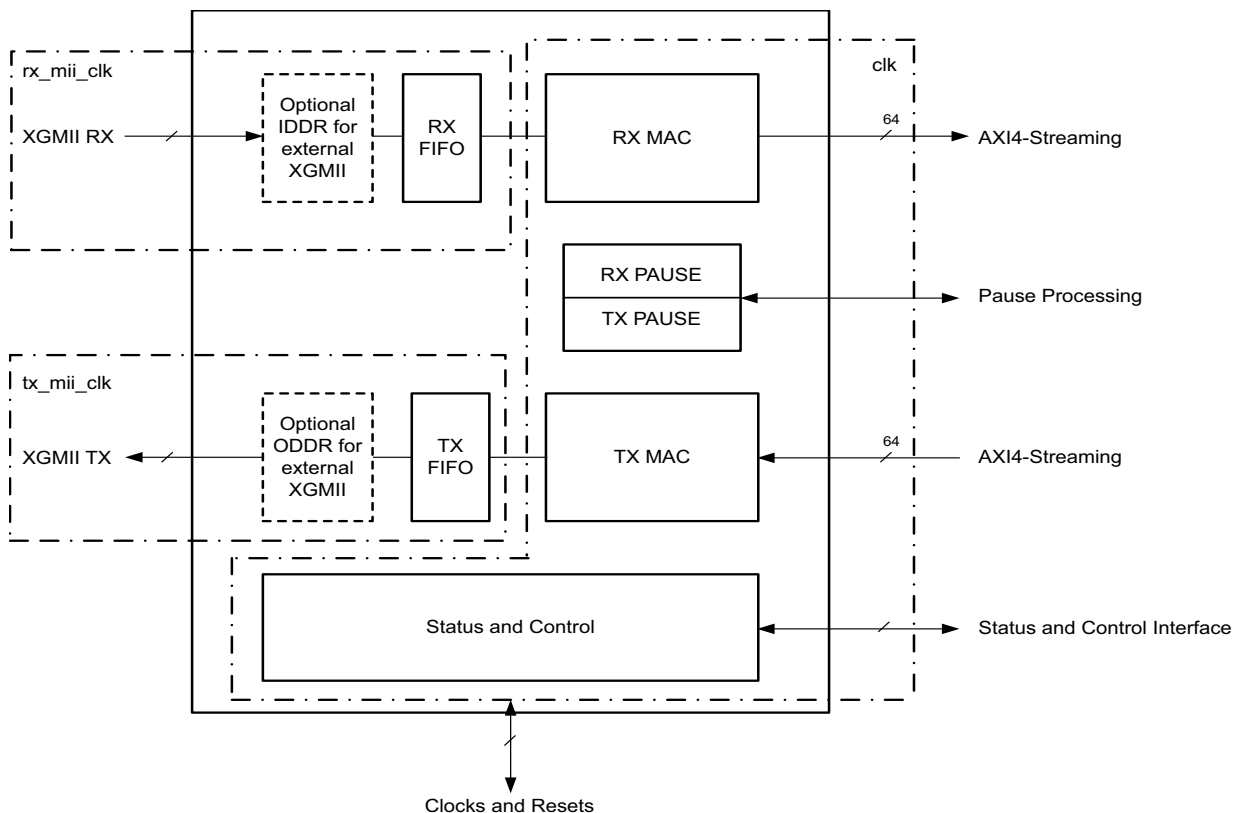 rx_mii_clk
clk
XGMII RX
Optional
IDDR for
external
XGMII
RX
FIFO
RX MAC
64
AXI4-Streaming
RX PAUSE
TX PAUSE
Pause Processing
tx_mii_clk
XGMII TX
Optional
ODDR for
external
XGMII
TX
FIFO
TX MAC
64
AXI4-Streaming
Status and Control
Status and Control Interface
Clocks and Resets